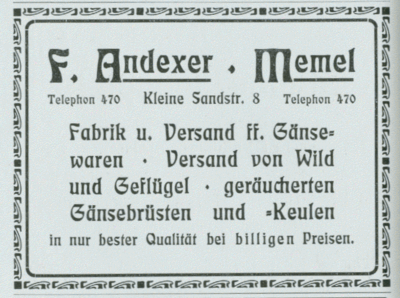 F. Andexer · Memel
Telephon 470 Kleine Sandstr. 8 Telephon 470
Fabrik u. Versand ff. Gänse=
waren · Versand von Wild
und Geflügel · geräucherten
Gänsebrüsten und =Keulen
in nur bester Qualität bei billigen Preisen.